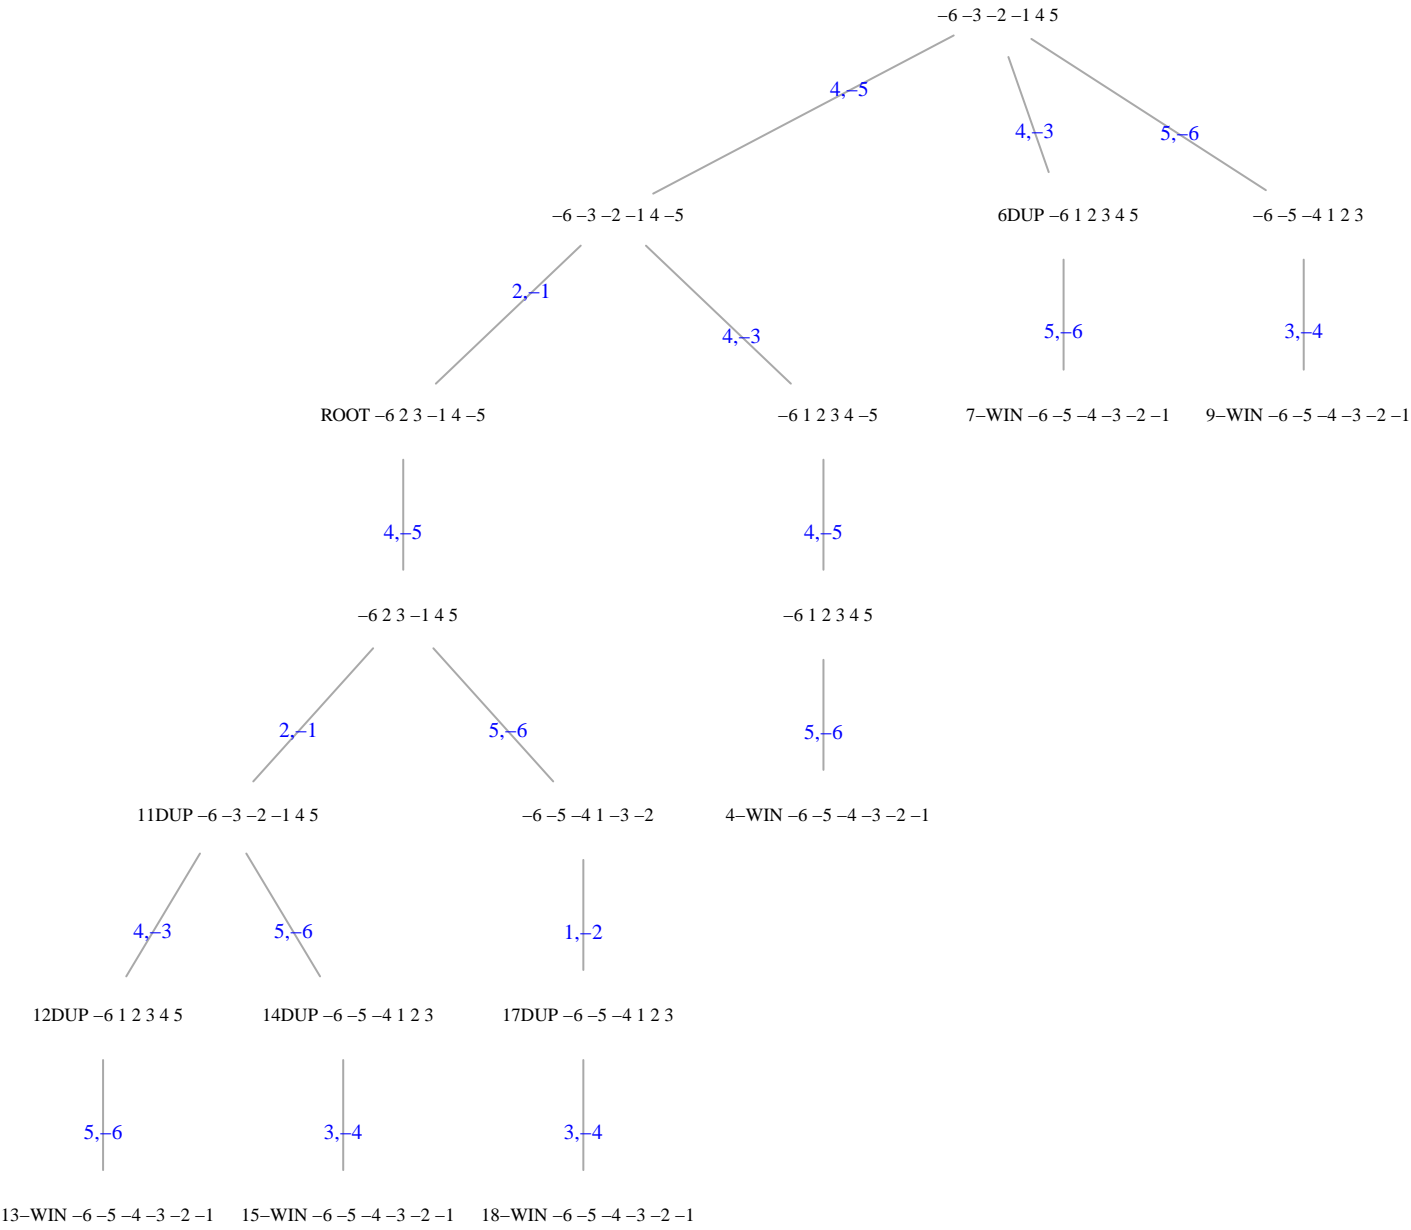 –6 –3 –2 –1 4 5
4,–5
4,–3
5,–6
–6 –3 –2 –1 4 –5
6DUP –6 1 2 3 4 5
–6 –5 –4 1 2 3
2,–1
4,–3
5,–6
3,–4
ROOT –6 2 3 –1 4 –5
–6 1 2 3 4 –5
7–WIN –6 –5 –4 –3 –2 –1
9–WIN –6 –5 –4 –3 –2 –1
4,–5
4,–5
–6 2 3 –1 4 5
–6 1 2 3 4 5
2,–1
5,–6
5,–6
11DUP –6 –3 –2 –1 4 5
–6 –5 –4 1 –3 –2
4–WIN –6 –5 –4 –3 –2 –1
4,–3
5,–6
1,–2
12DUP –6 1 2 3 4 5
14DUP –6 –5 –4 1 2 3
17DUP –6 –5 –4 1 2 3
5,–6
3,–4
3,–4
13–WIN –6 –5 –4 –3 –2 –1
15–WIN –6 –5 –4 –3 –2 –1
18–WIN –6 –5 –4 –3 –2 –1